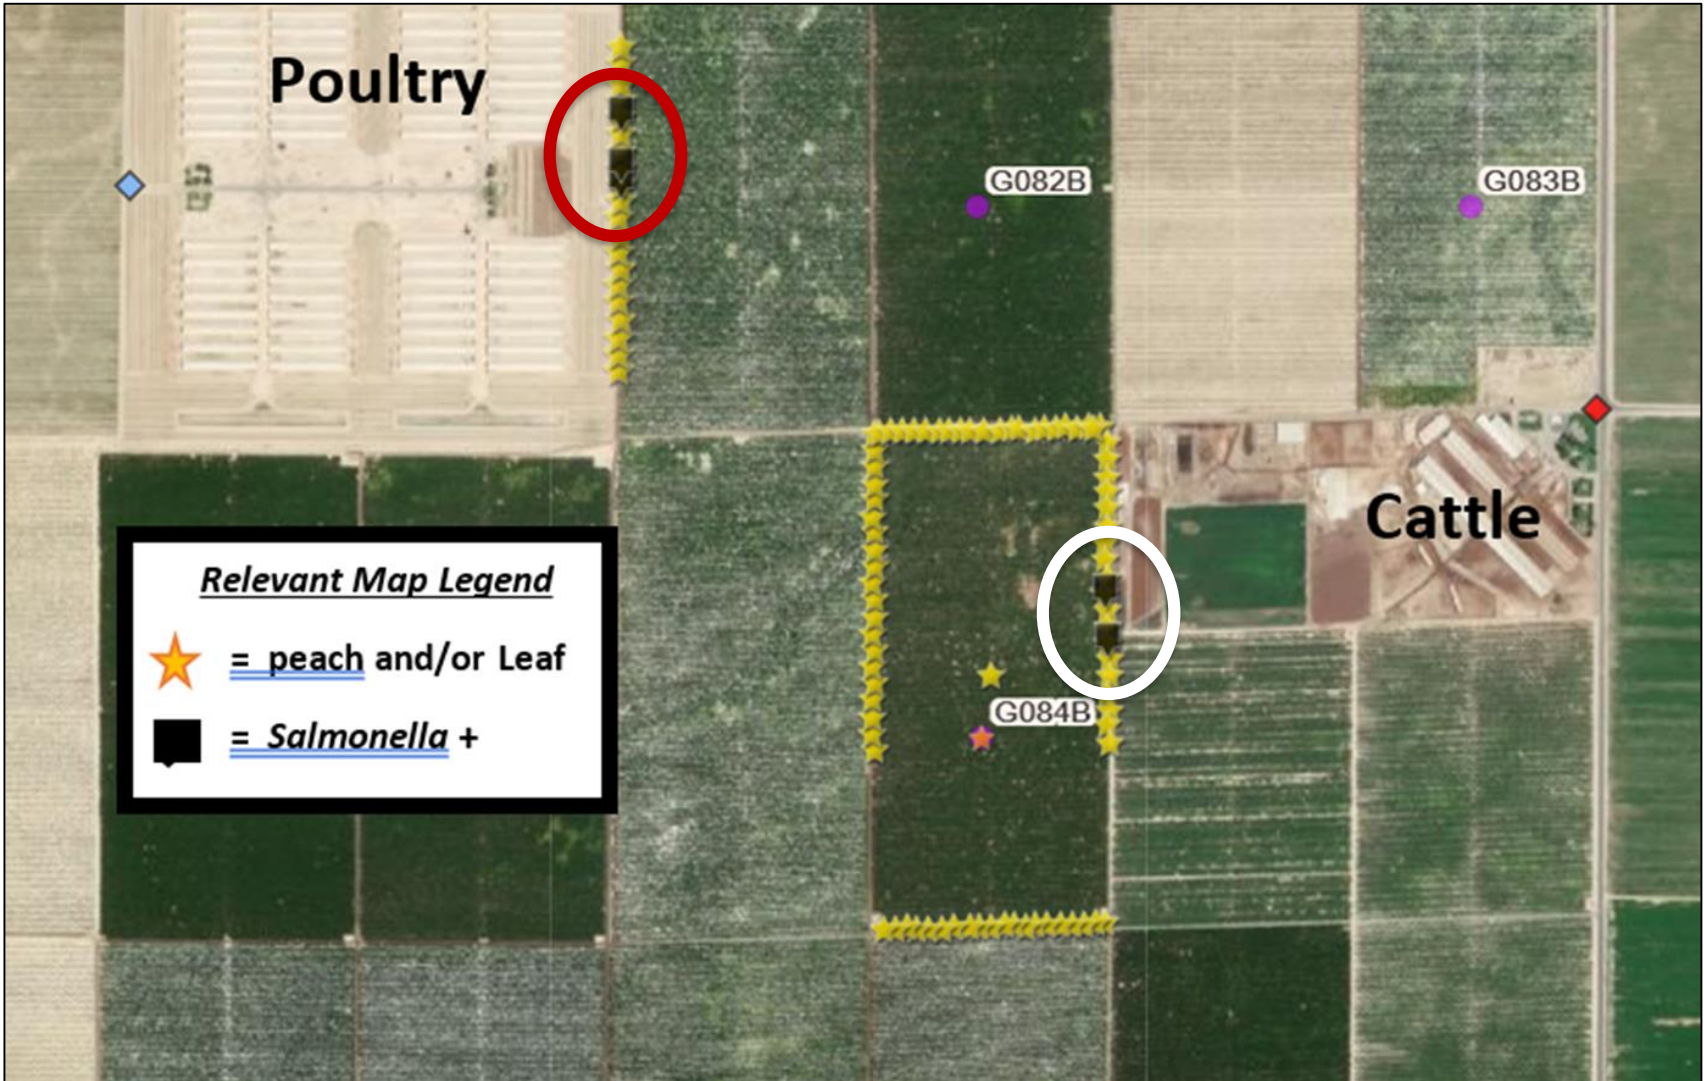 Poultry
G082B
G083B
Cattle
Relevant Map Legend
= peach and/or Leaf
= Salmonella +
G084B